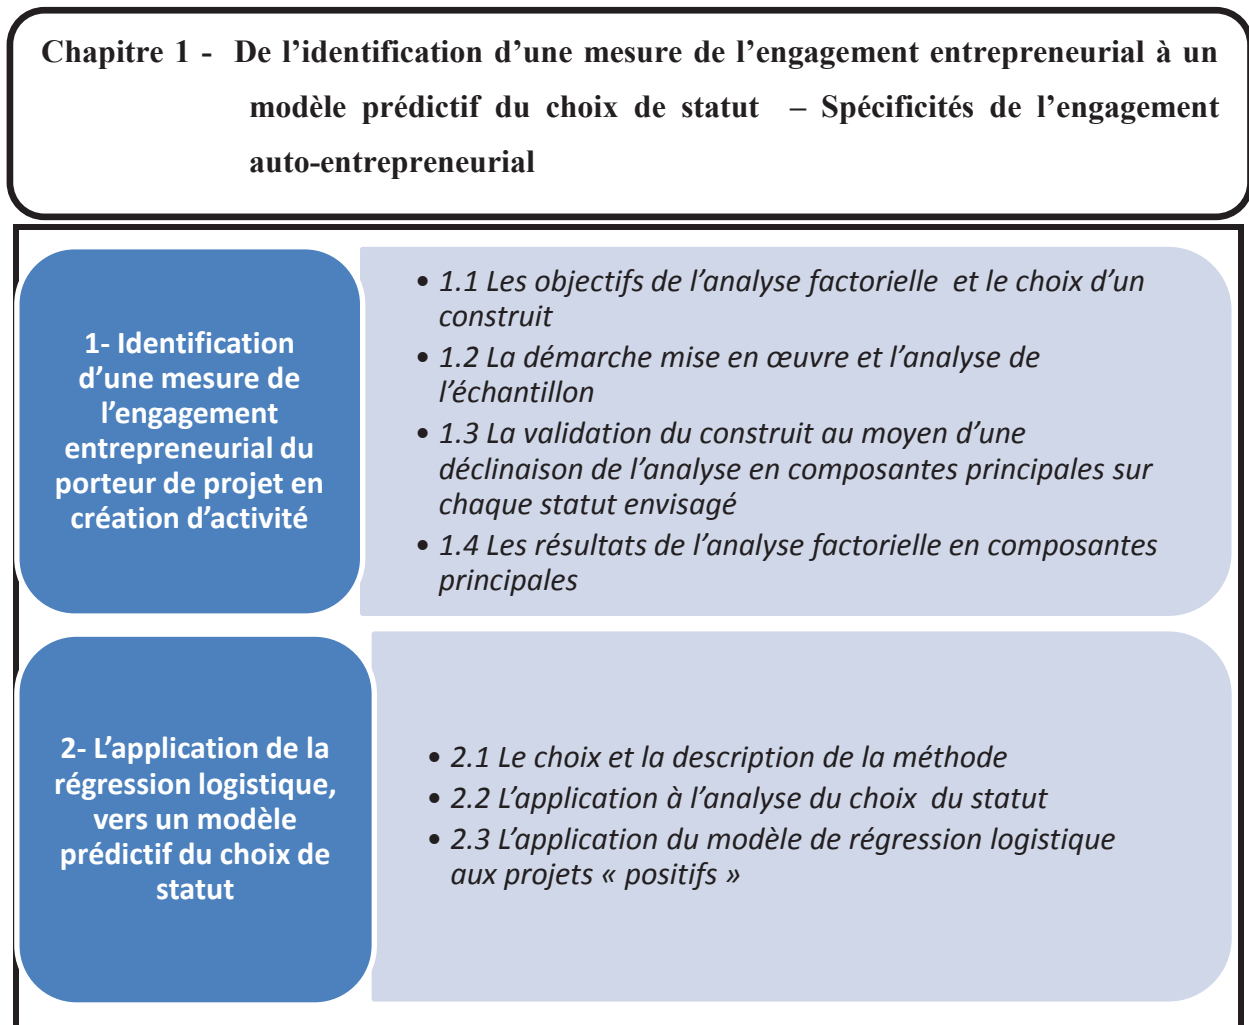 Chapitre 1 - De l’identification d’une mesure de l’engagement entrepreneurial à un
modèle prédictif du choix de statut – Spécificités de l’engagement
auto-entrepreneurial
1- Identification
d’une mesure de
l’engagement
entrepreneurial du
porteur de projet en
création d’activité
• 1.1 Les objectifs de l’analyse factorielle et le choix d’un
construit
• 1.2 La démarche mise en œuvre et l’analyse de
l’échantillon
• 1.3 La validation du construit au moyen d’une
déclinaison de l’analyse en composantes principales sur
chaque statut envisagé
• 1.4 Les résultats de l’analyse factorielle en composantes
principales
2- L’application de la
régression logistique,
vers un modèle
prédictif du choix de
statut
• 2.1 Le choix et la description de la méthode
• 2.2 L’application à l’analyse du choix du statut
• 2.3 L’application du modèle de régression logistique
aux projets « positifs »